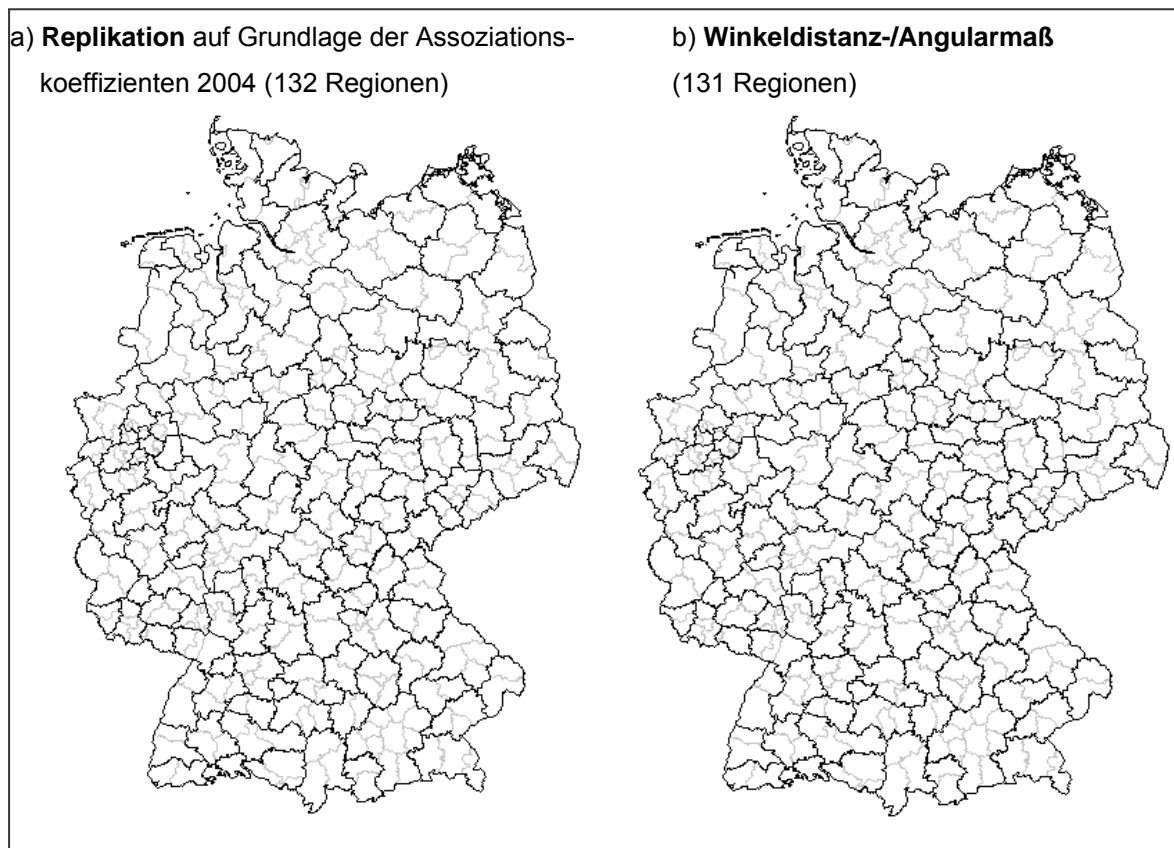 a) Replikation auf Grundlage der Assoziations-
koeffizienten 2004 (132 Regionen)
b) Winkeldistanz-/Angularmaß
(131 Regionen)